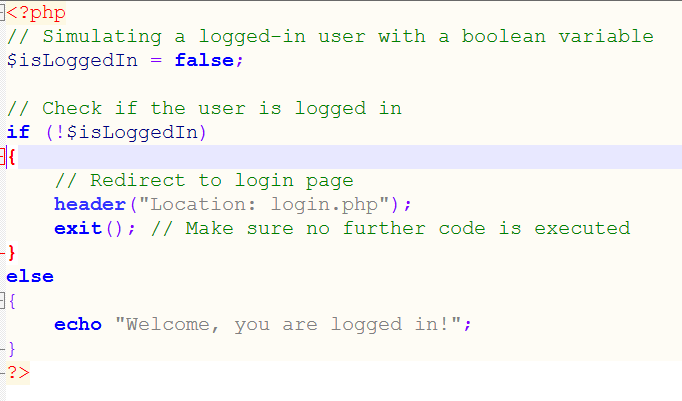 <?php
// Simulating a logged-in user with a boolean variable
$isLoggedIn = false;

// Check if the user is logged in
if (!$isLoggedIn)
{
    // Redirect to login page
    header("Location: login.php");
    exit(); // Make sure no further code is executed
}
else
{
    echo "Welcome, you are logged in!";
}
?>